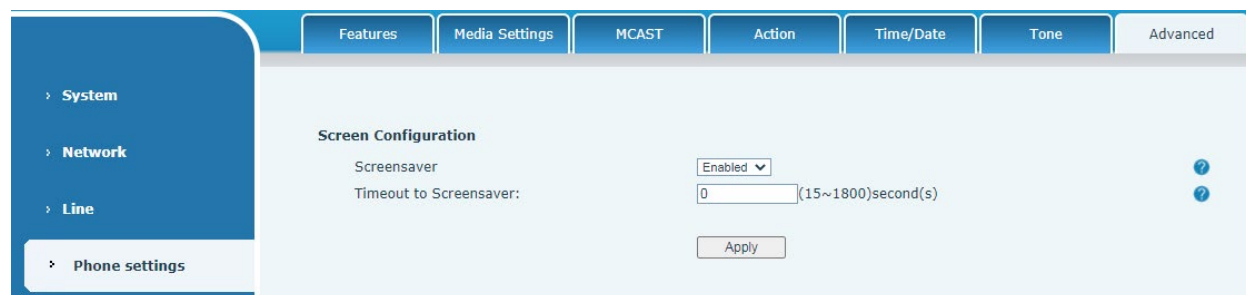 Features Media Settings MCAST Action Time/Date Tone Advanced
› System
› Network
› Line
› Phone settings
Screen Configuration
Screensaver Enabled ?
Timeout to Screensaver: 0 (15~1800)second(s) ?
Apply